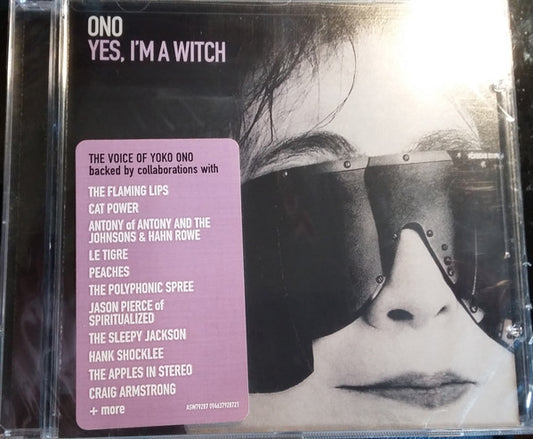 ONO
YES, I'M A WITCH
THE VOICE OF YOKO ONO
backed by collaborations with
THE FLAMING LIPS
CAT POWER
ANTONY of ANTONY AND THE
JOHNSONS & HAHN ROWE
LE TIGRE
PEACHES
THE POLYPHONIC SPREE
JASON PIERCE of
SPIRITUALIZED
THE SLEEPY JACKSON
HANK SHOCKLEE
THE APPLES IN STEREO
CRAIG ARMSTRONG
+ more
ASW79287 094637928721